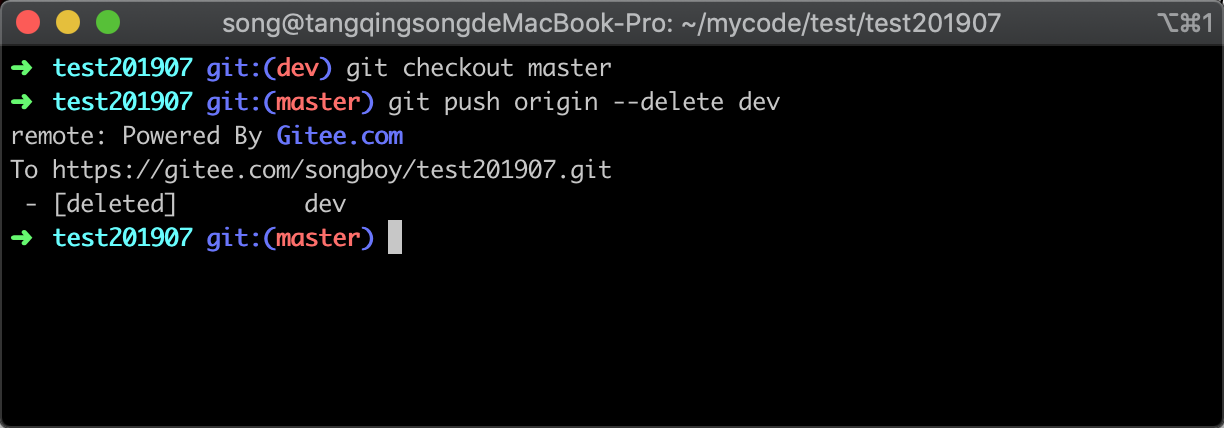 song@tangqingsongdeMacBook-Pro: ~/mycode/test/test201907 ⌥⌘1
➜ test201907 git:(dev) git checkout master
➜ test201907 git:(master) git push origin --delete dev
remote: Powered By Gitee.com
To https://gitee.com/songboy/test201907.git
 - [deleted]         dev
➜ test201907 git:(master)